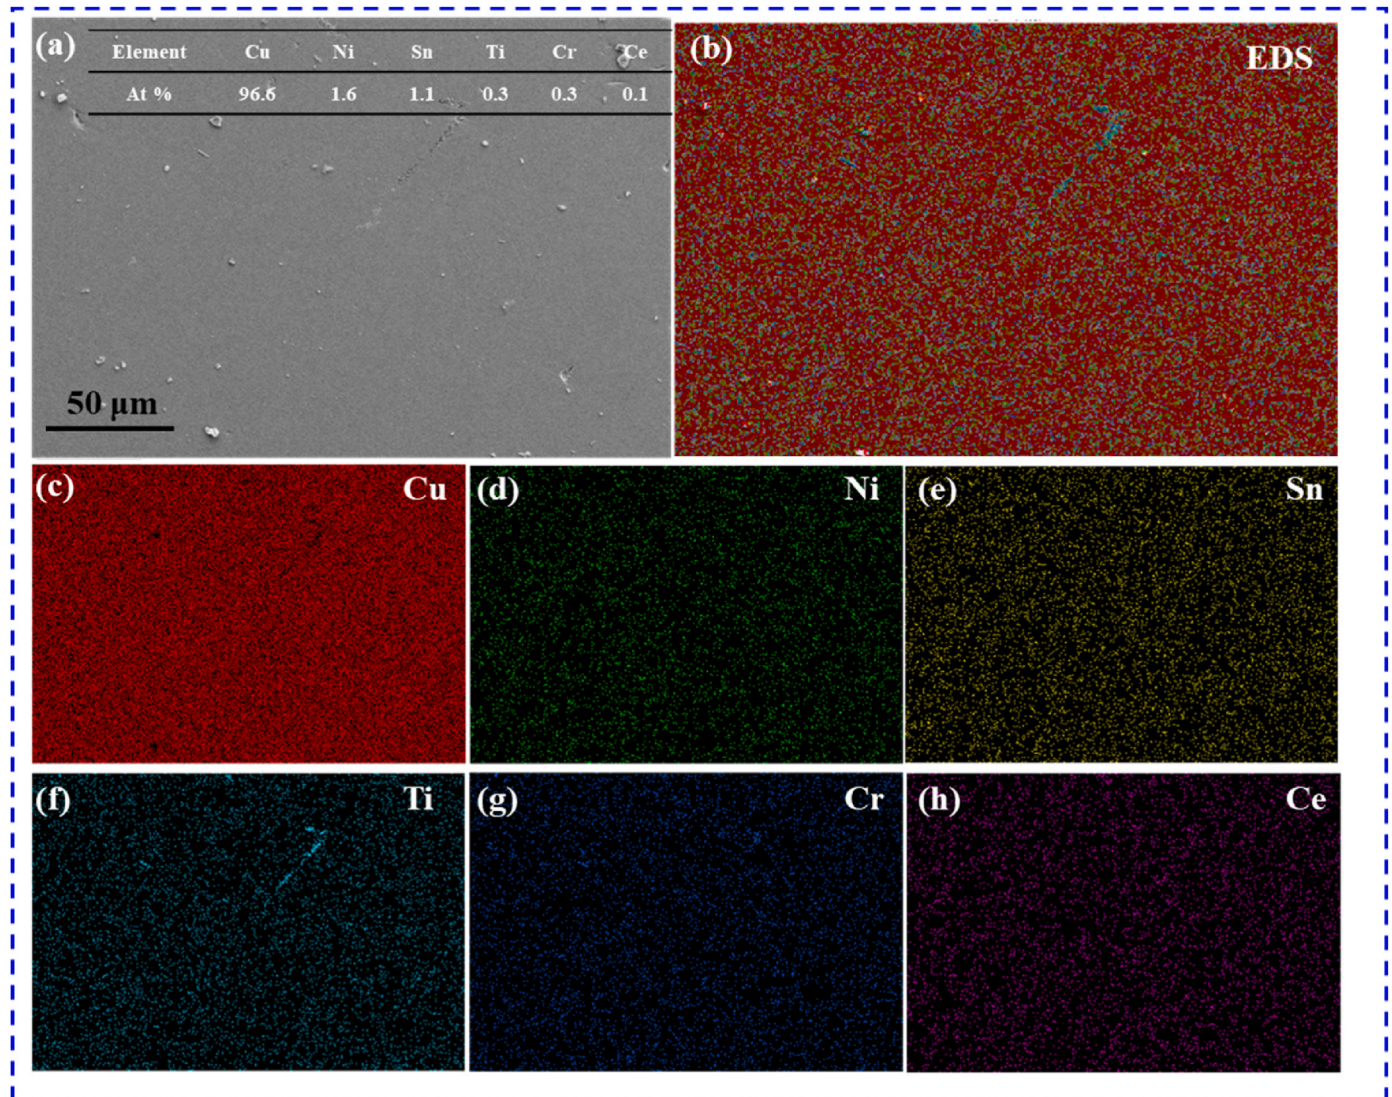 (a)
Element Cu Ni Sn Ti Cr Ce
At % 96.6 1.6 1.1 0.3 0.3 0.1
50 μm
(b) EDS
(c) Cu
(d) Ni
(e) Sn
(f) Ti
(g) Cr
(h) Ce